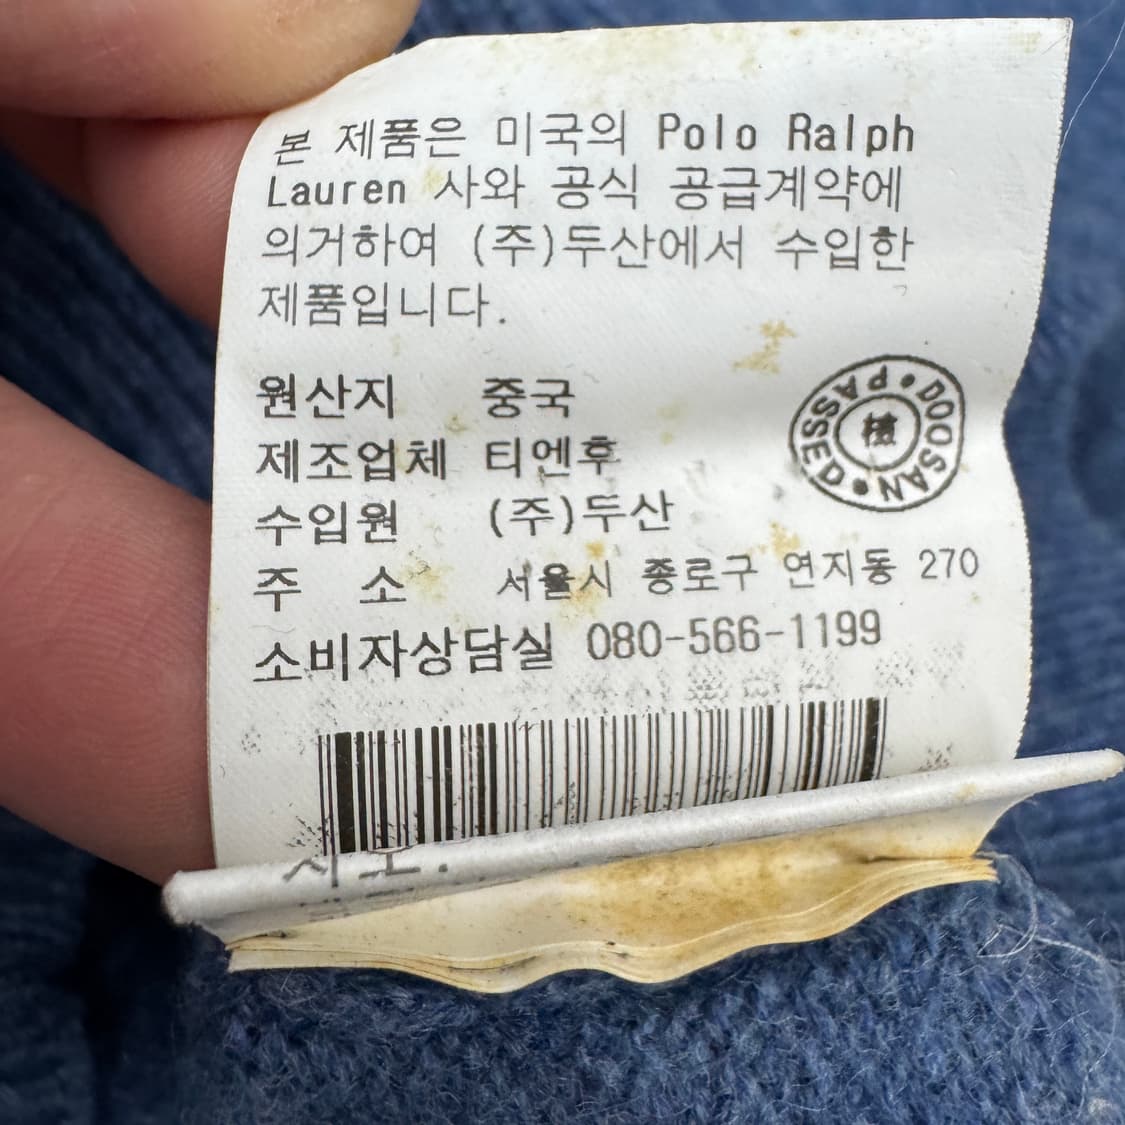 본 제품은 미국의 Polo Ralph
Lauren 사와 공식 공급계약에
의거하여 (주)두산에서 수입한
제품입니다.
원산지 중국
제조업체 티엔후
수입원 (주)두산
주 소 서울시 종로구 연지동 270
소비자상담실 080-566-1199
DOOSAN • PASSED •
檢